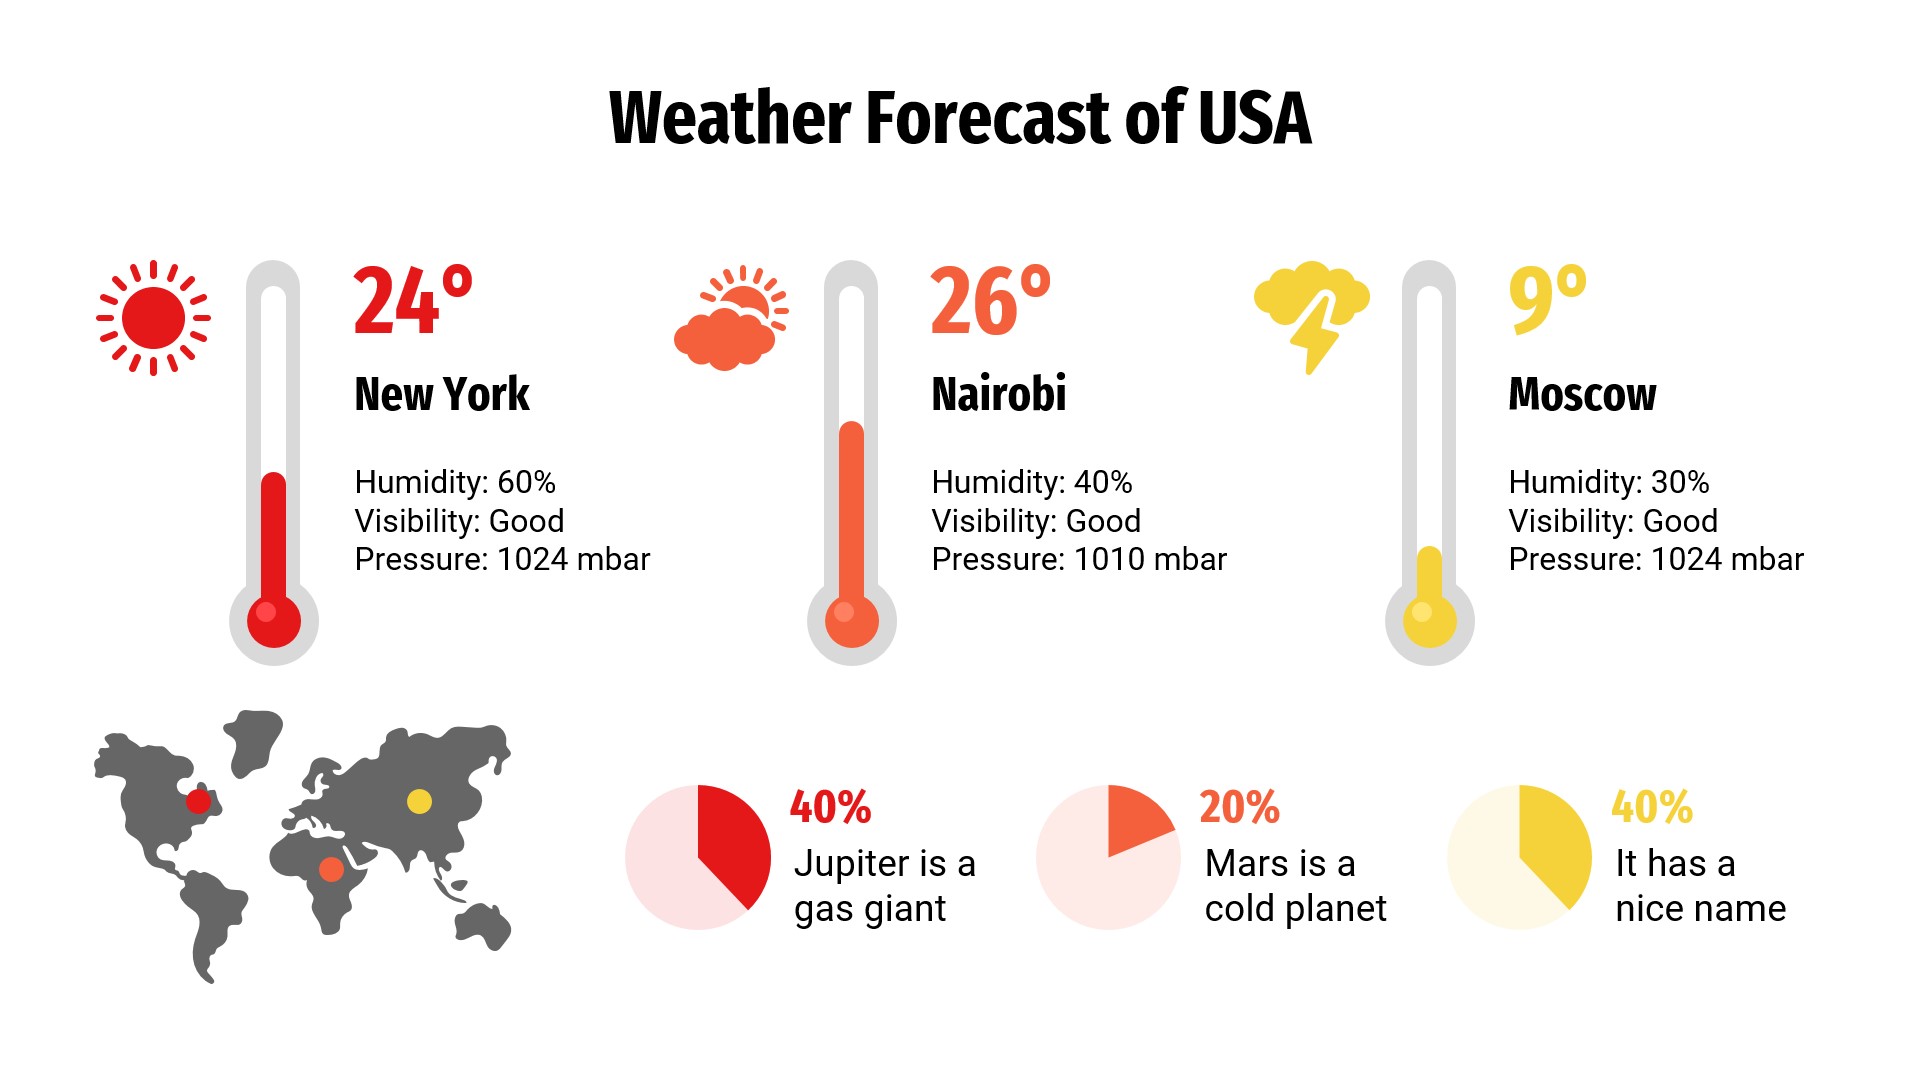 Weather Forecast of USA
24°
New York
Humidity: 60%
Visibility: Good
Pressure: 1024 mbar
26°
Nairobi
Humidity: 40%
Visibility: Good
Pressure: 1010 mbar
9°
Moscow
Humidity: 30%
Visibility: Good
Pressure: 1024 mbar
40%
Jupiter is a
gas giant
20%
Mars is a
cold planet
40%
It has a
nice name